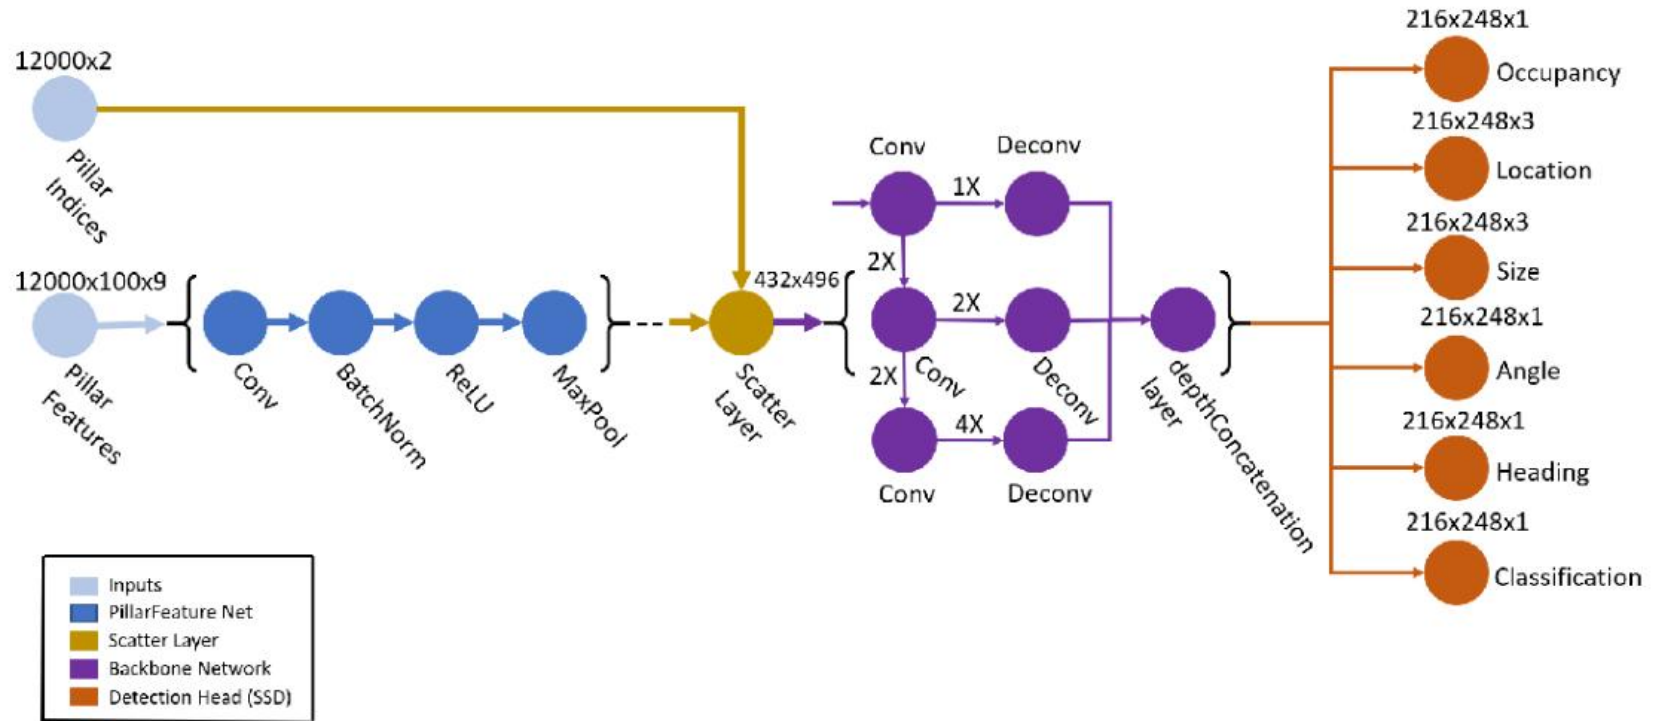 12000x2
Pillar
Indices
12000x100x9
Pillar
Features
Conv
BatchNorm
ReLU
MaxPool
Scatter
Layer
432x496
Conv
Deconv
1X
2X
2X
Conv
Deconv
2X
4X
Conv
Deconv
depthConcatenation
layer
216x248x1
Occupancy
216x248x3
Location
216x248x3
Size
216x248x1
Angle
216x248x1
Heading
216x248x1
Classification
Inputs
PillarFeature Net
Scatter Layer
Backbone Network
Detection Head (SSD)